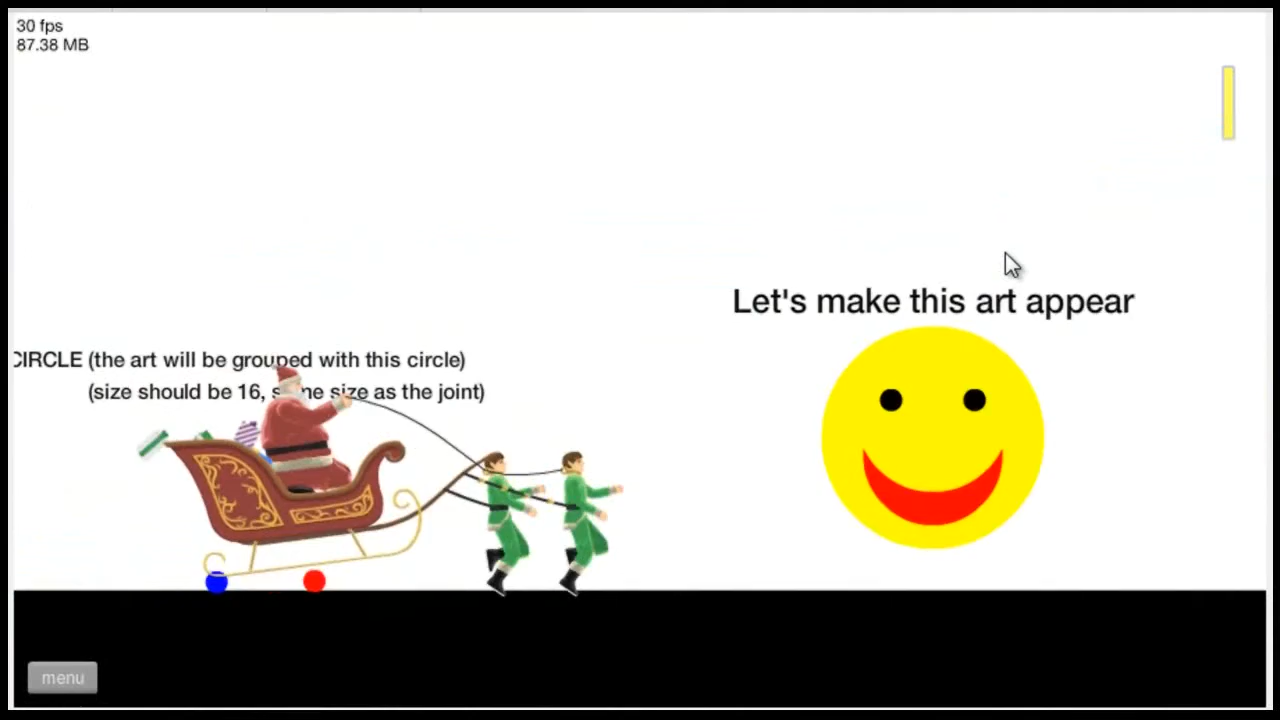 30 fps
87.38 MB
Let's make this art appear
CIRCLE (the art will be grouped with this circle)
(size should be 16, same size as the joint)
menu